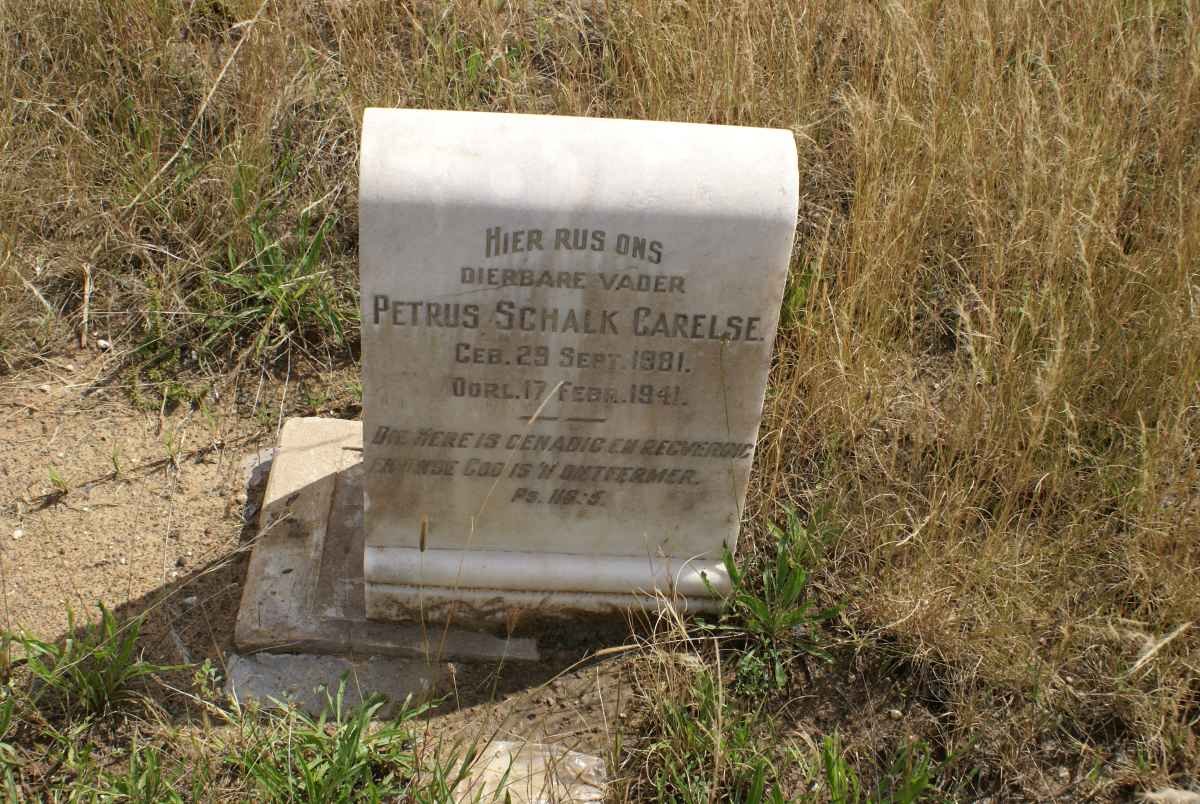 HIER RUS ONS
DIERBARE VADER
PETRUS SCHALK CARELSE.
GEB. 29 SEPT. 1881.
OORL. 17 FEBR. 1941.
DIE HERE IS GENADIG EN REGVERDIG
EN ONSE GOD IS 'N ONTFERMER.
PS. 116:5.